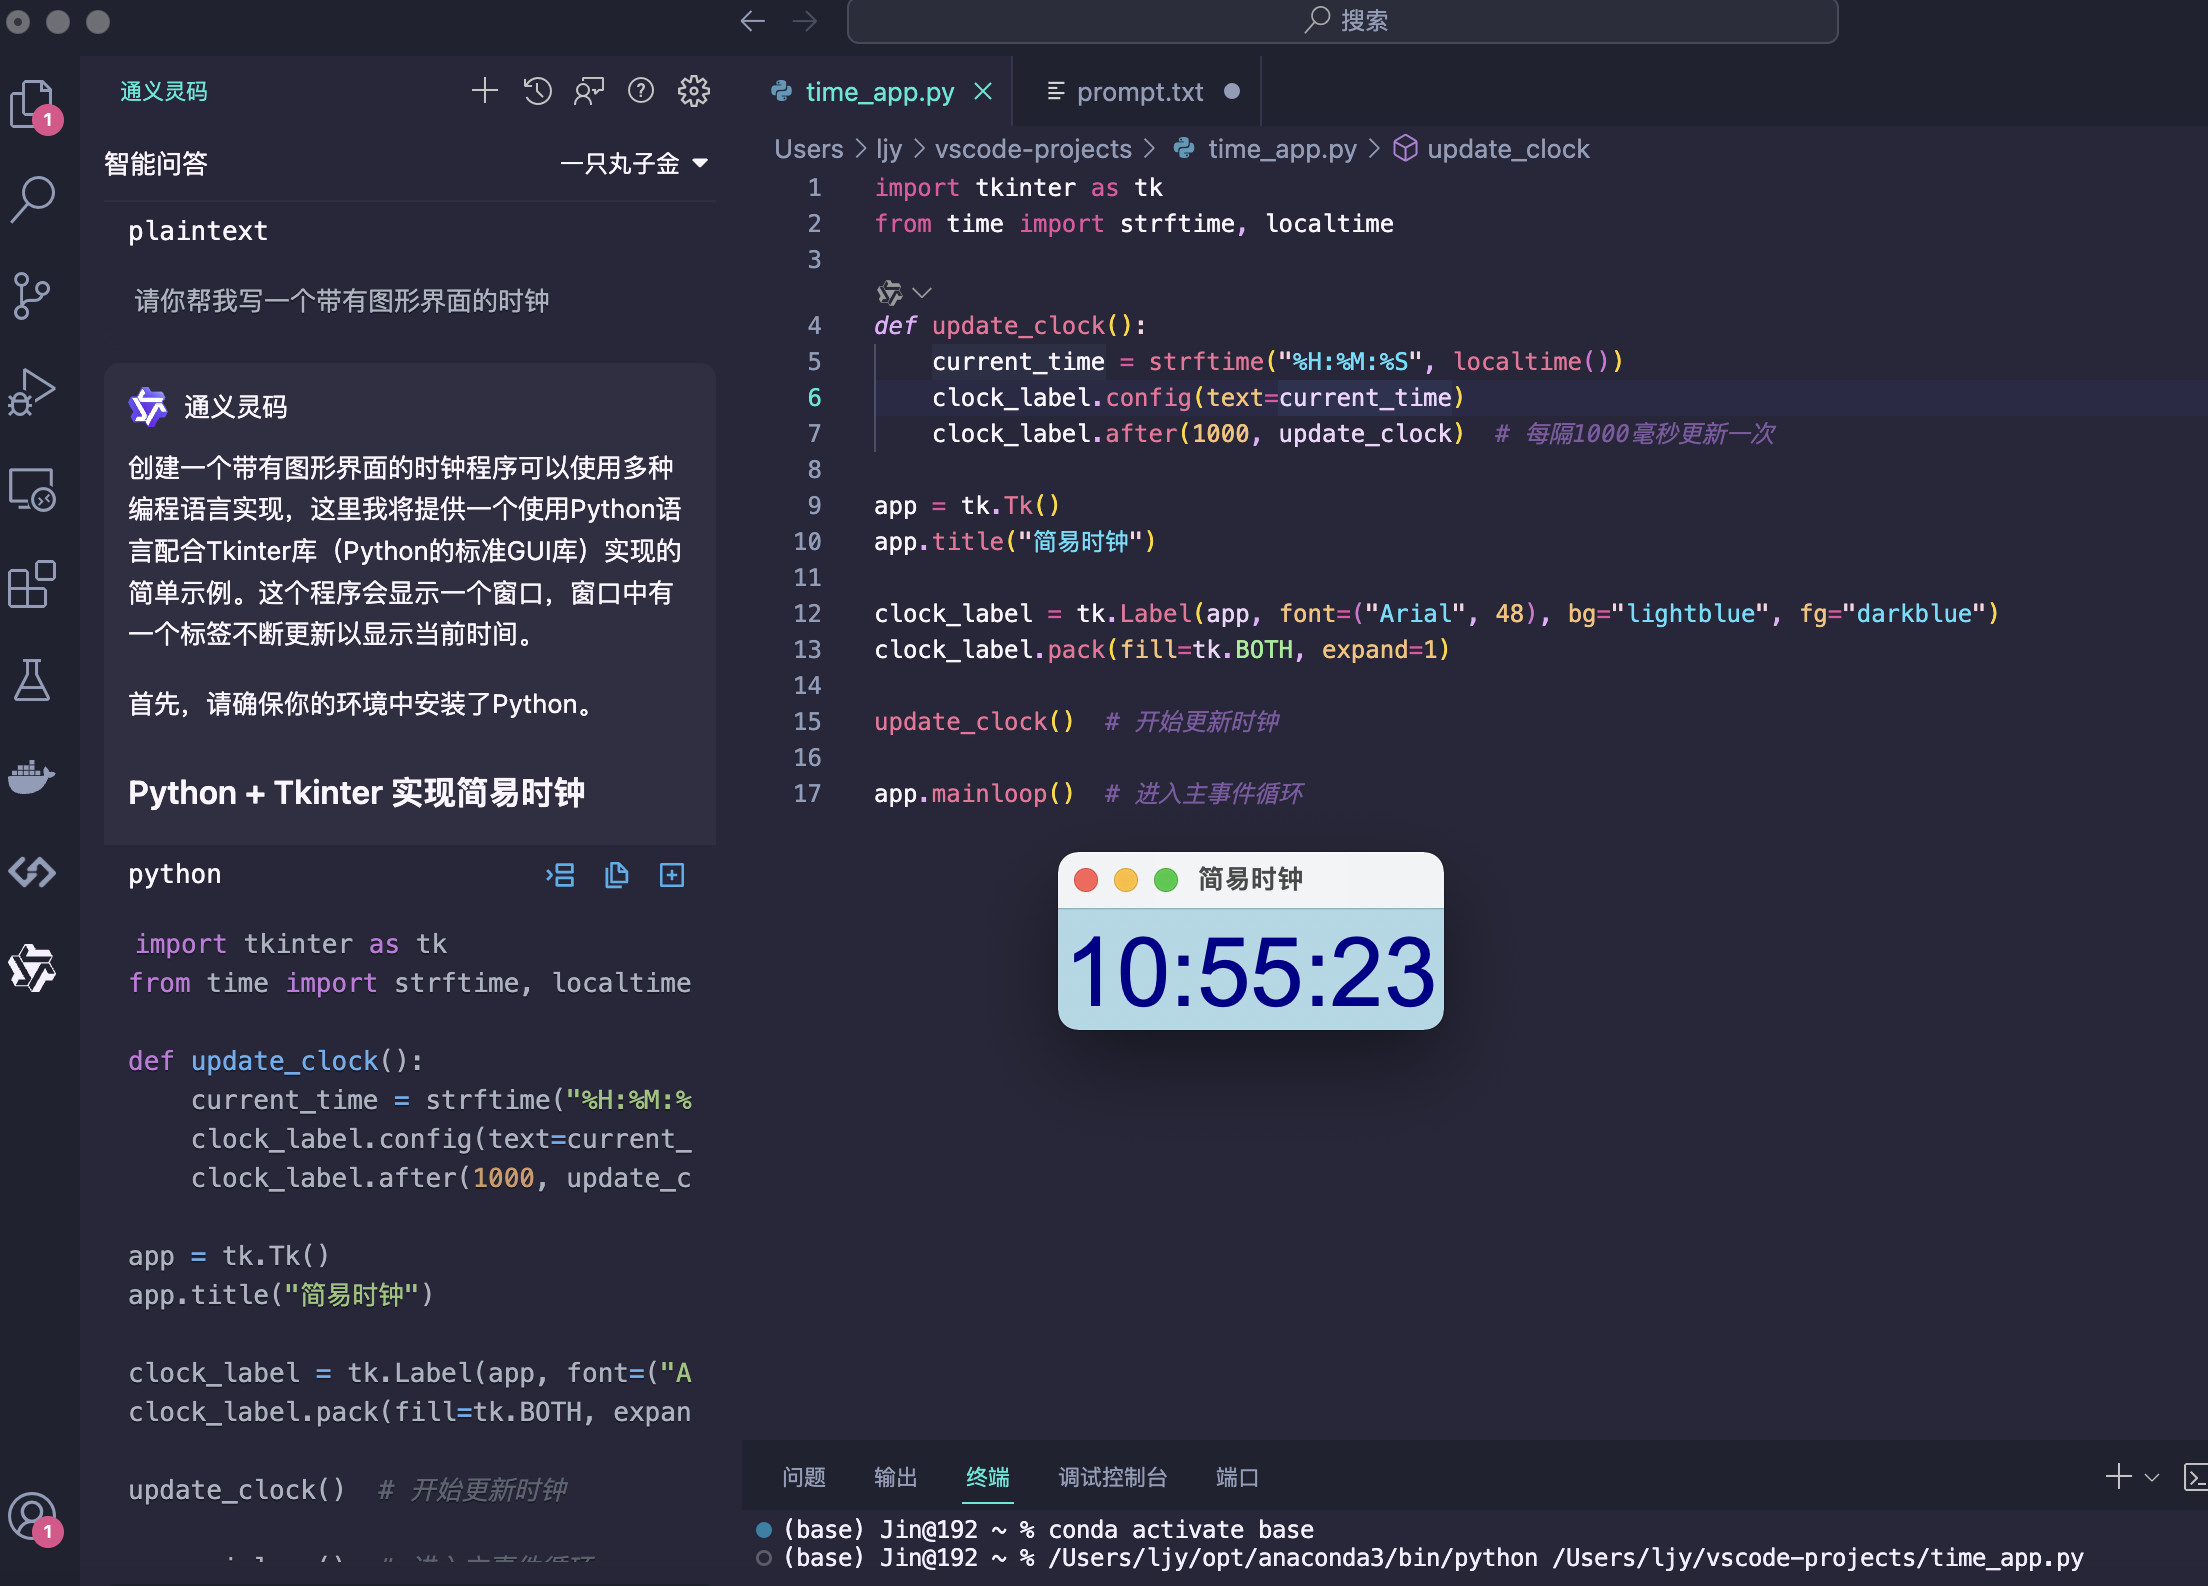 搜索
通义灵码
智能问答
一只丸子金
plaintext
请你帮我写一个带有图形界面的时钟
通义灵码
创建一个带有图形界面的时钟程序可以使用多种
编程语言实现，这里我将提供一个使用Python语
言配合Tkinter库（Python的标准GUI库）实现的
简单示例。这个程序会显示一个窗口，窗口中有
一个标签不断更新以显示当前时间。
首先，请确保你的环境中安装了Python。
Python + Tkinter 实现简易时钟
python
import tkinter as tk
from time import strftime, localtime
def update_clock():
    current_time = strftime("%H:%M:%
    clock_label.config(text=current_
    clock_label.after(1000, update_c
app = tk.Tk()
app.title("简易时钟")
clock_label = tk.Label(app, font=("A
clock_label.pack(fill=tk.BOTH, expan
update_clock()  # 开始更新时钟
1
1
time_app.py
prompt.txt
Users > ljy > vscode-projects > time_app.py > update_clock
1 import tkinter as tk
2 from time import strftime, localtime
3
4 def update_clock():
5     current_time = strftime("%H:%M:%S", localtime())
6     clock_label.config(text=current_time)
7     clock_label.after(1000, update_clock)  # 每隔1000毫秒更新一次
8
9 app = tk.Tk()
10 app.title("简易时钟")
11
12 clock_label = tk.Label(app, font=("Arial", 48), bg="lightblue", fg="darkblue")
13 clock_label.pack(fill=tk.BOTH, expand=1)
14
15 update_clock()  # 开始更新时钟
16
17 app.mainloop()  # 进入主事件循环
简易时钟
10:55:23
问题 输出 终端 调试控制台 端口
(base) Jin@192 ~ % conda activate base
(base) Jin@192 ~ % /Users/ljy/opt/anaconda3/bin/python /Users/ljy/vscode-projects/time_app.py